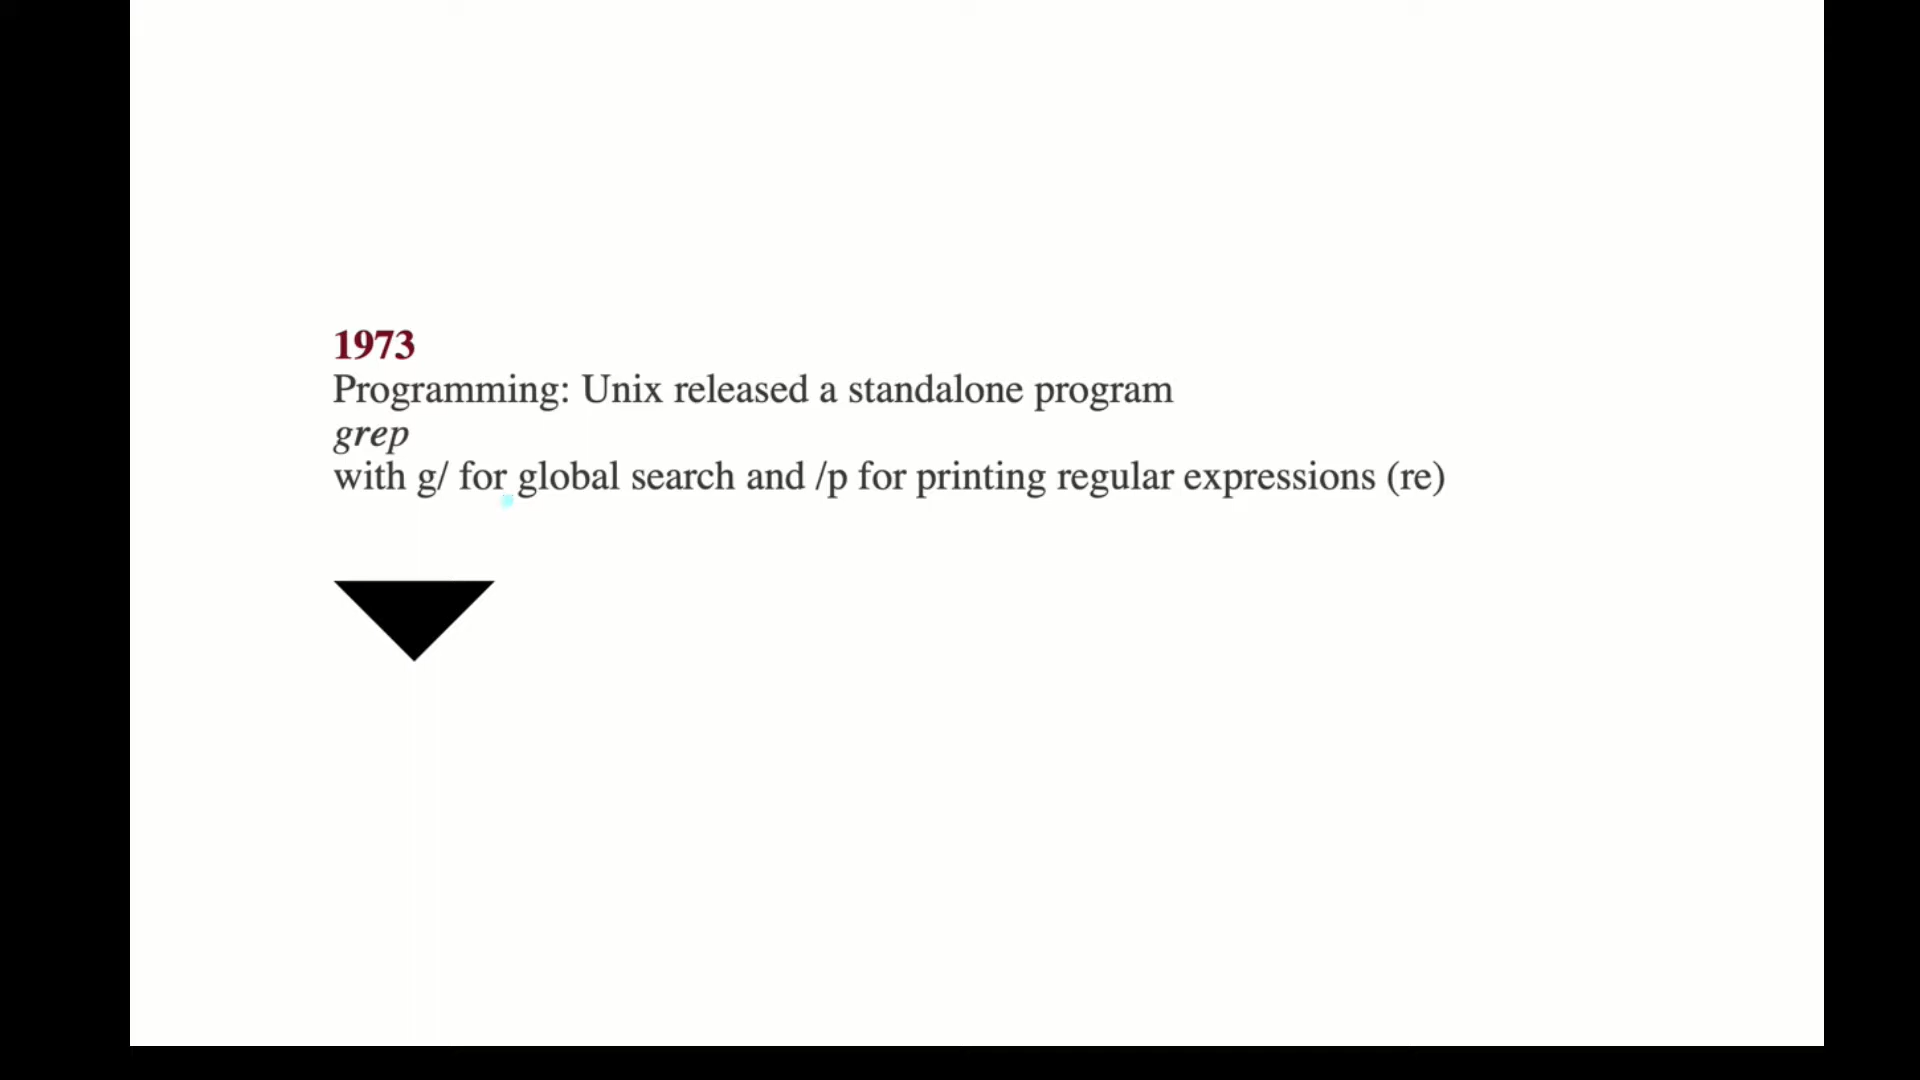 1973
Programming: Unix released a standalone program
grep
with g/ for global search and /p for printing regular expressions (re)